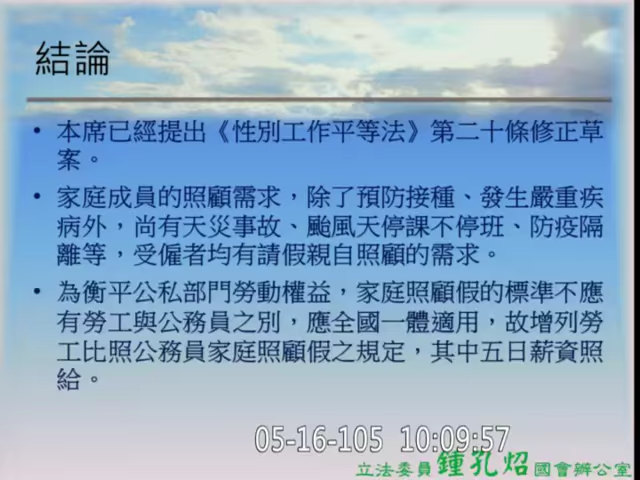 結論
• 本席已經提出《性別工作平等法》第二十條修正草
案。
• 家庭成員的照顧需求，除了預防接種、發生嚴重疾
病外，尚有天災事故、颱風天停課不停班、防疫隔
離等，受僱者均有請假親自照顧的需求。
• 為衡平公私部門勞動權益，家庭照顧假的標準不應
有勞工與公務員之別，應全國一體適用，故增列勞
工比照公務員家庭照顧假之規定，其中五日薪資照
給。
05-16-105 10:09:57
立法委員鍾孔炤國會辦公室